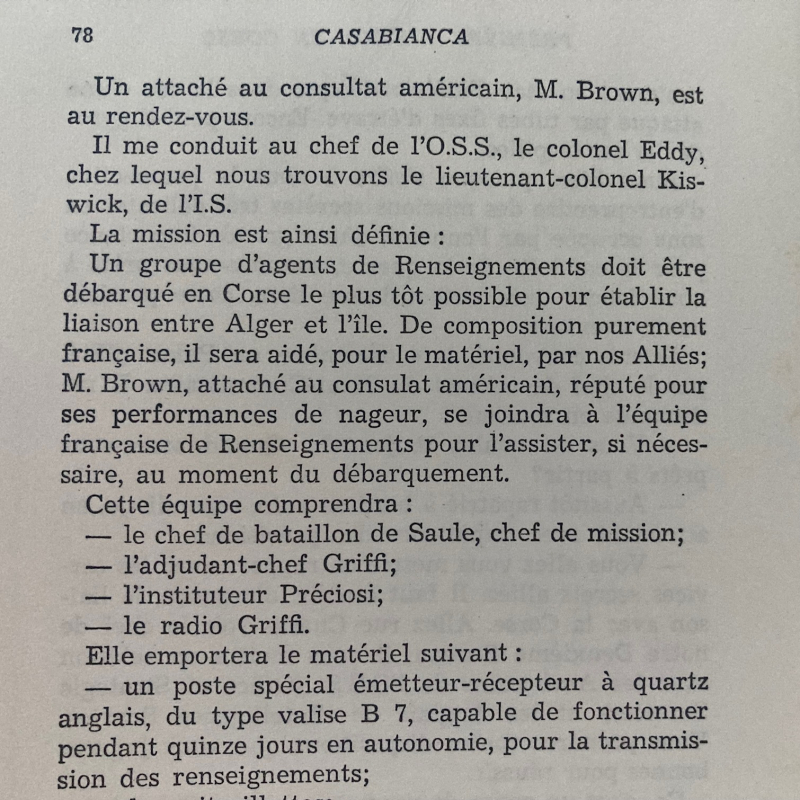 78
CASABIANCA
Un attaché au consultat américain, M. Brown, est
au rendez-vous.
Il me conduit au chef de l'O.S.S., le colonel Eddy,
chez lequel nous trouvons le lieutenant-colonel Kis-
wick, de l'I.S.
La mission est ainsi définie :
Un groupe d'agents de Renseignements doit être
débarqué en Corse le plus tôt possible pour établir la
liaison entre Alger et l'île. De composition purement
française, il sera aidé, pour le matériel, par nos Alliés;
M. Brown, attaché au consulat américain, réputé pour
ses performances de nageur, se joindra à l'équipe
française de Renseignements pour l'assister, si néces-
saire, au moment du débarquement.
Cette équipe comprendra :
— le chef de bataillon de Saule, chef de mission;
— l'adjudant-chef Griffi;
— l'instituteur Préciosi;
— le radio Griffi.
Elle emportera le matériel suivant :
— un poste spécial émetteur-récepteur à quartz
anglais, du type valise B 7, capable de fonctionner
pendant quinze jours en autonomie, pour la transmis-
sion des renseignements;